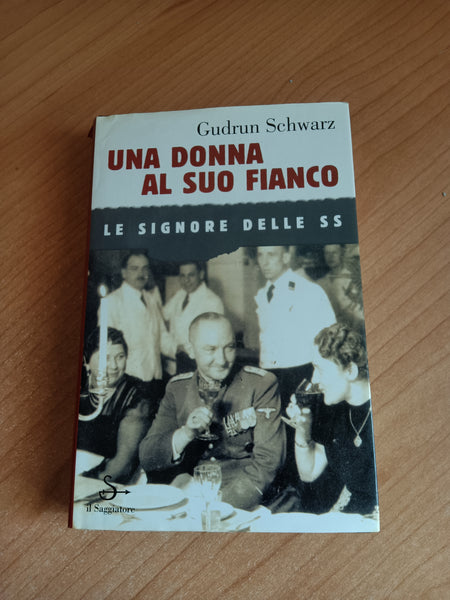 Gudrun Schwarz
UNA DONNA
AL SUO FIANCO
LE SIGNORE DELLE SS
il Saggiatore